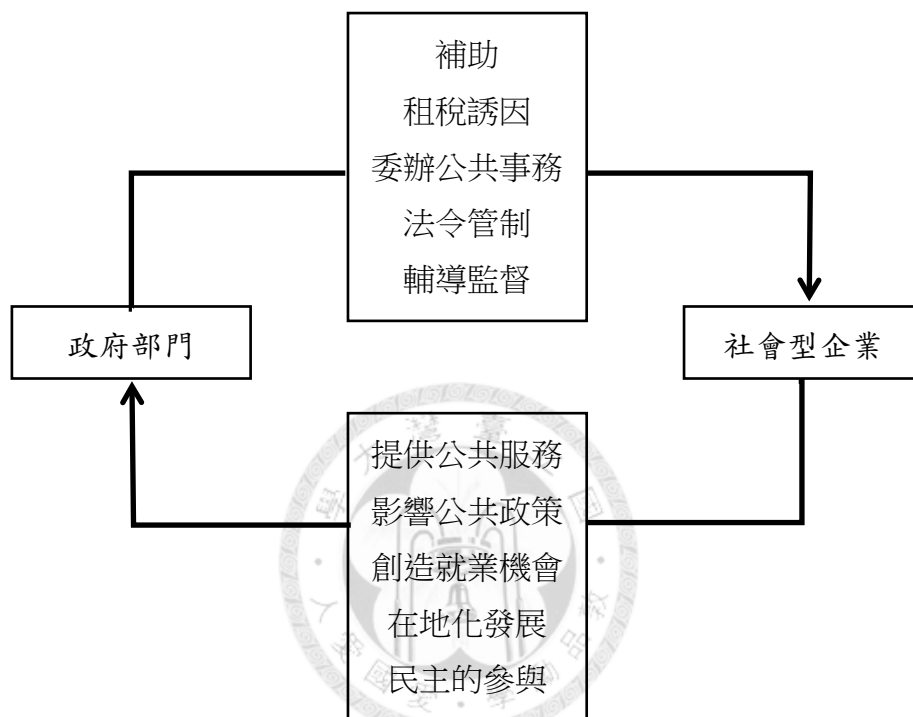 補助
租稅誘因
委辦公共事務
法令管制
輔導監督
政府部門
社會型企業
提供公共服務
影響公共政策
創造就業機會
在地化發展
民主的參與